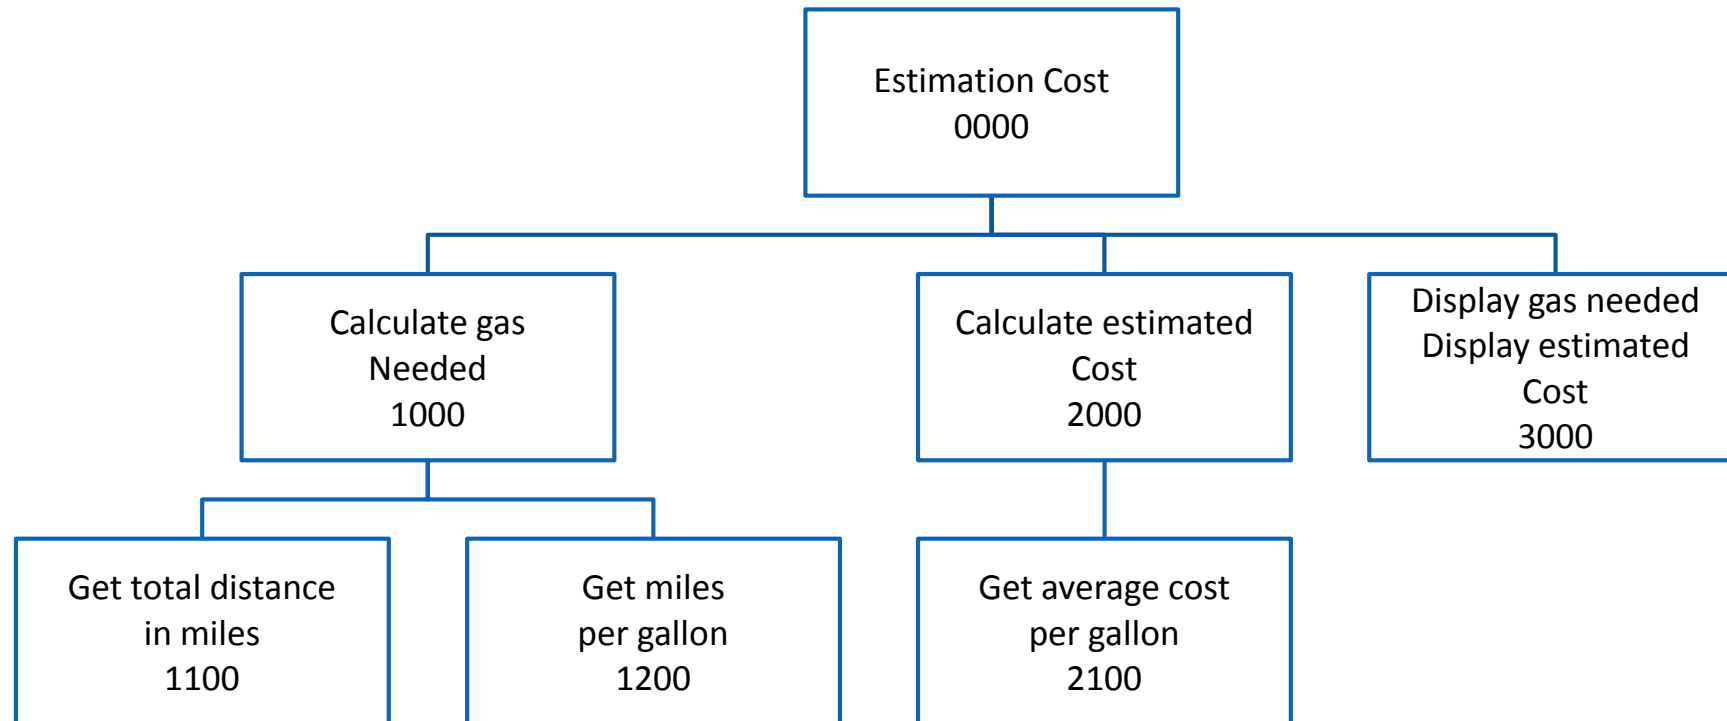 Estimation Cost
0000
Calculate gas
Needed
1000
Calculate estimated
Cost
2000
Display gas needed
Display estimated
Cost
3000
Get total distance
in miles
1100
Get miles
per gallon
1200
Get average cost
per gallon
2100